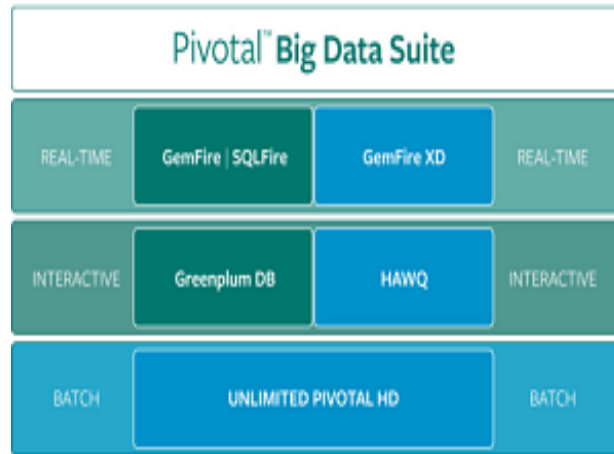 Pivotal™ Big Data Suite
REAL-TIME GemFire | SQLFire GemFire XD REAL-TIME
INTERACTIVE Greenplum DB HAWQ INTERACTIVE
BATCH UNLIMITED PIVOTAL HD BATCH